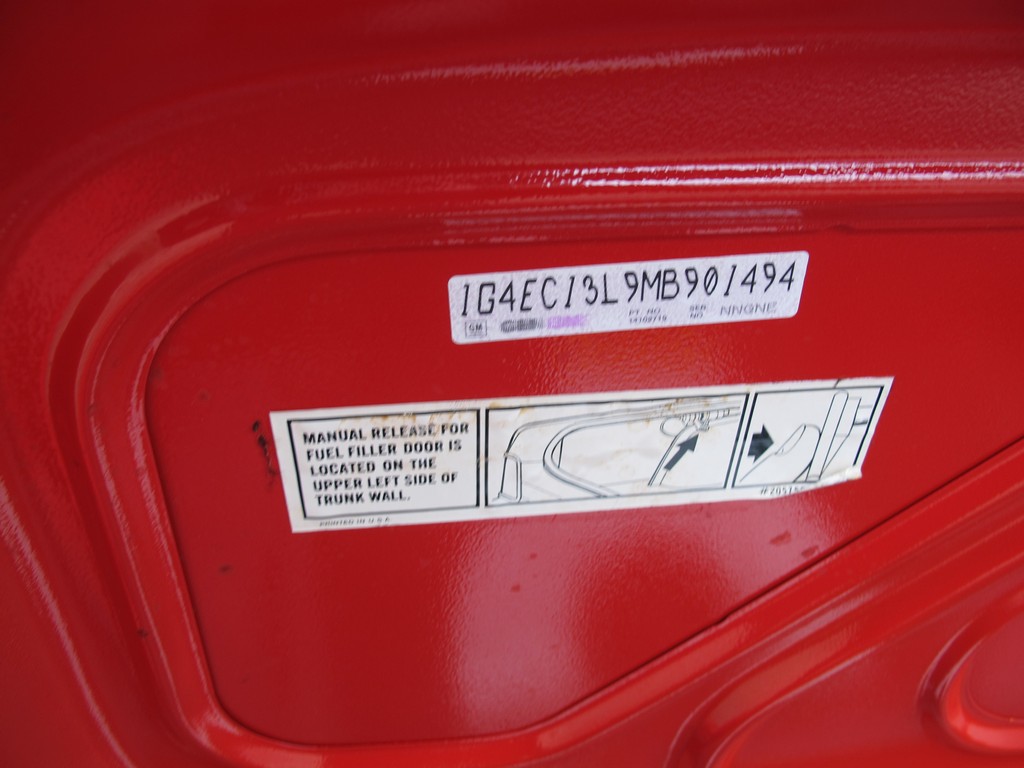 1G4EC13L9MB901494
GM PT. NO. SER. NO. NNGNE
MANUAL RELEASE FOR
FUEL FILLER DOOR IS
LOCATED ON THE
UPPER LEFT SIDE OF
TRUNK WALL.
PRINTED IN U.S.A.